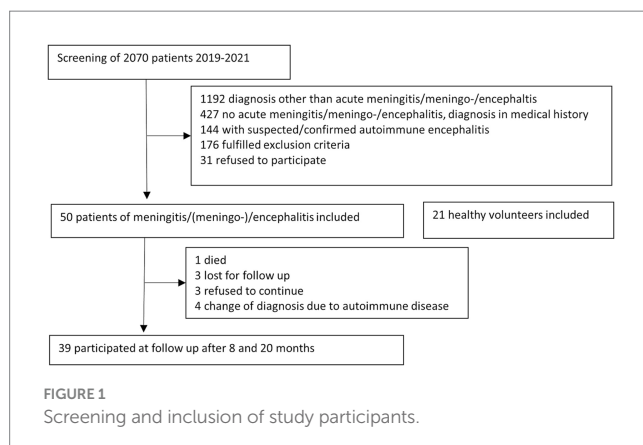 Screening of 2070 patients 2019-2021
1192 diagnosis other than acute meningitis/meningo-/encephaltis
427 no acute meningitis/meningo-/encephalitis, diagnosis in medical history
144 with suspected/confirmed autoimmune encephalitis
176 fulfilled exclusion criteria
31 refused to participate
50 patients of meningitis/(meningo-)/encephalitis included
21 healthy volunteers included
1 died
3 lost for follow up
3 refused to continue
4 change of diagnosis due to autoimmune disease
39 participated at follow up after 8 and 20 months
FIGURE 1
Screening and inclusion of study participants.